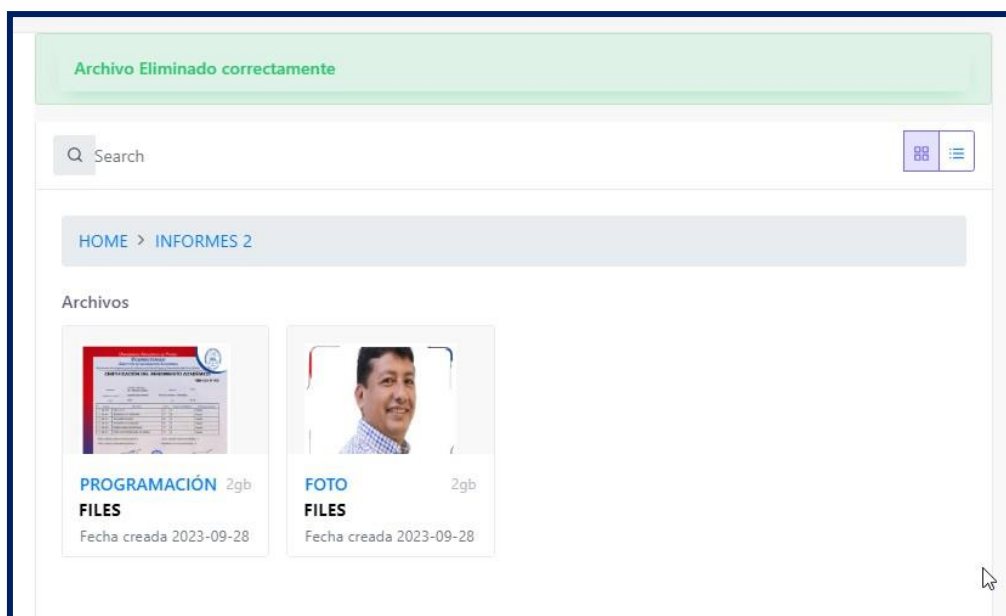 Archivo Eliminado correctamente
Search
HOME > INFORMES 2
Archivos
PROGRAMACIÓN 2gb
FILES
Fecha creada 2023-09-28
FOTO 2gb
FILES
Fecha creada 2023-09-28